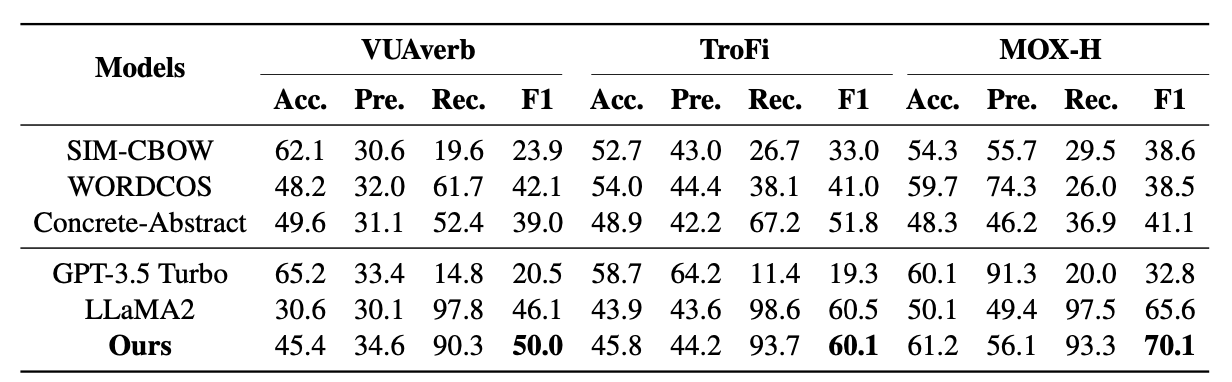 Models VUAverb TroFi MOX-H
Acc. Pre. Rec. F1 Acc. Pre. Rec. F1 Acc. Pre. Rec. F1
SIM-CBOW 62.1 30.6 19.6 23.9 52.7 43.0 26.7 33.0 54.3 55.7 29.5 38.6
WORDCOS 48.2 32.0 61.7 42.1 54.0 44.4 38.1 41.0 59.7 74.3 26.0 38.5
Concrete-Abstract 49.6 31.1 52.4 39.0 48.9 42.2 67.2 51.8 48.3 46.2 36.9 41.1
GPT-3.5 Turbo 65.2 33.4 14.8 20.5 58.7 64.2 11.4 19.3 60.1 91.3 20.0 32.8
LLaMA2 30.6 30.1 97.8 46.1 43.9 43.6 98.6 60.5 50.1 49.4 97.5 65.6
Ours 45.4 34.6 90.3 50.0 45.8 44.2 93.7 60.1 61.2 56.1 93.3 70.1